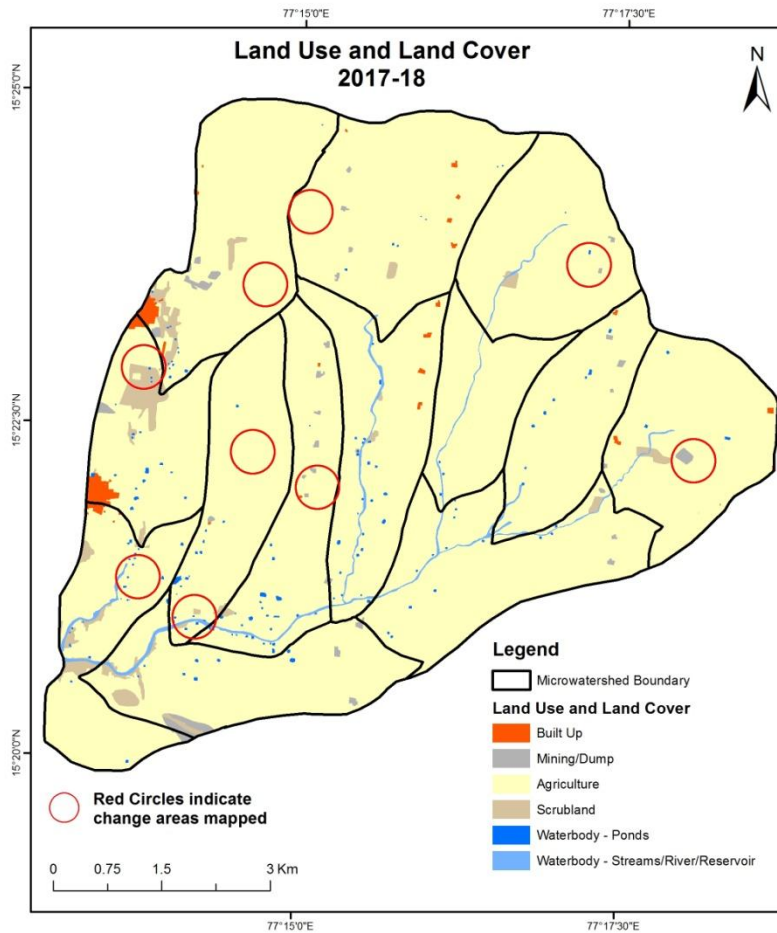 77°15'0"E
77°17'30"E
Land Use and Land Cover
2017-18
N
15°25'0"N
15°22'30"N
15°20'0"N
Legend
Microwatershed Boundary
Land Use and Land Cover
Built Up
Mining/Dump
Agriculture
Scrubland
Waterbody - Ponds
Waterbody - Streams/River/Reservoir
Red Circles indicate
change areas mapped
0 0.75 1.5 3 Km
77°15'0"E
77°17'30"E